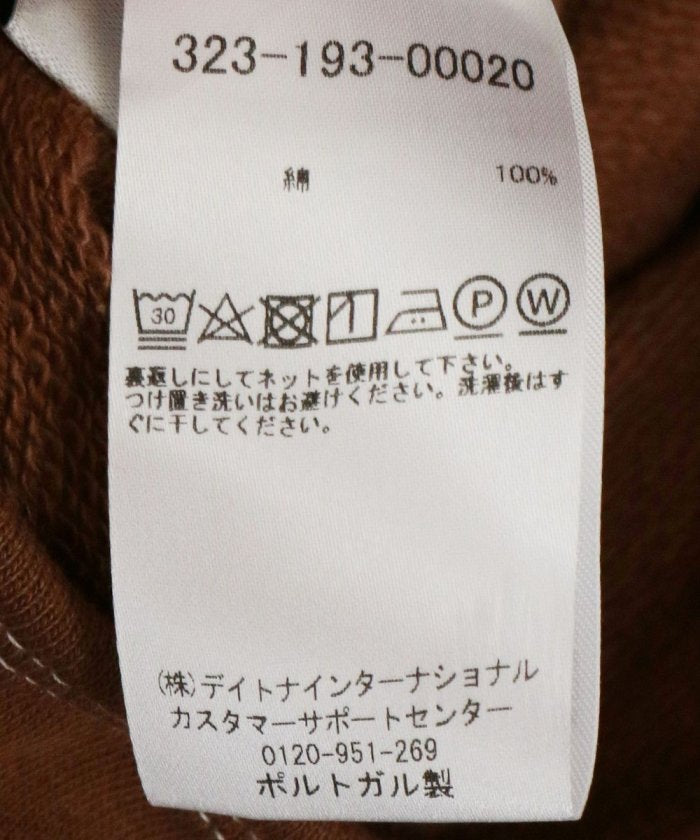 323-193-00020
綿 100%
30 P W
裏返しにしてネットを使用して下さい。
つけ置き洗いはお避けください。洗濯後はす
ぐに干してください。
(株)デイトナインターナショナル
カスタマーサポートセンター
0120-951-269
ポルトガル製